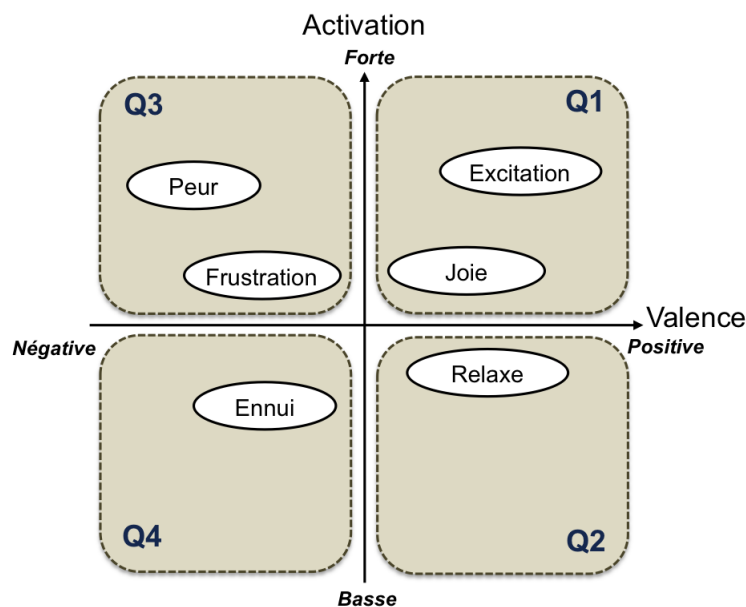 Activation
Forte
Q3
Q1
Peur
Excitation
Frustration
Joie
Valence
Négative
Positive
Relaxe
Ennui
Q4
Q2
Basse